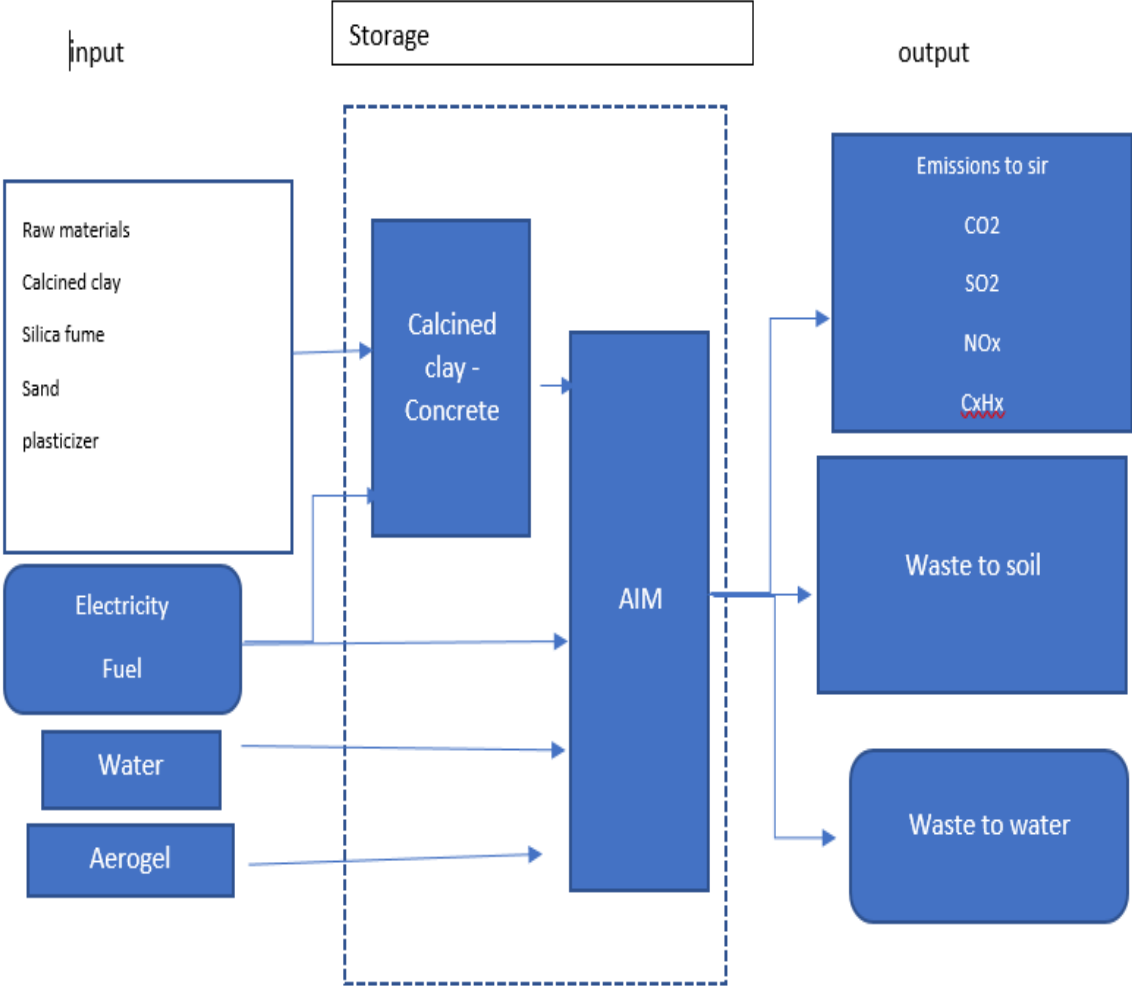 input
Storage
output
Raw materials
Calcined clay
Silica fume
Sand
plasticizer
Electricity
Fuel
Water
Aerogel
Calcined
clay -
Concrete
AIM
Emissions to sir
CO2
SO2
NOx
CxHx
Waste to soil
Waste to water